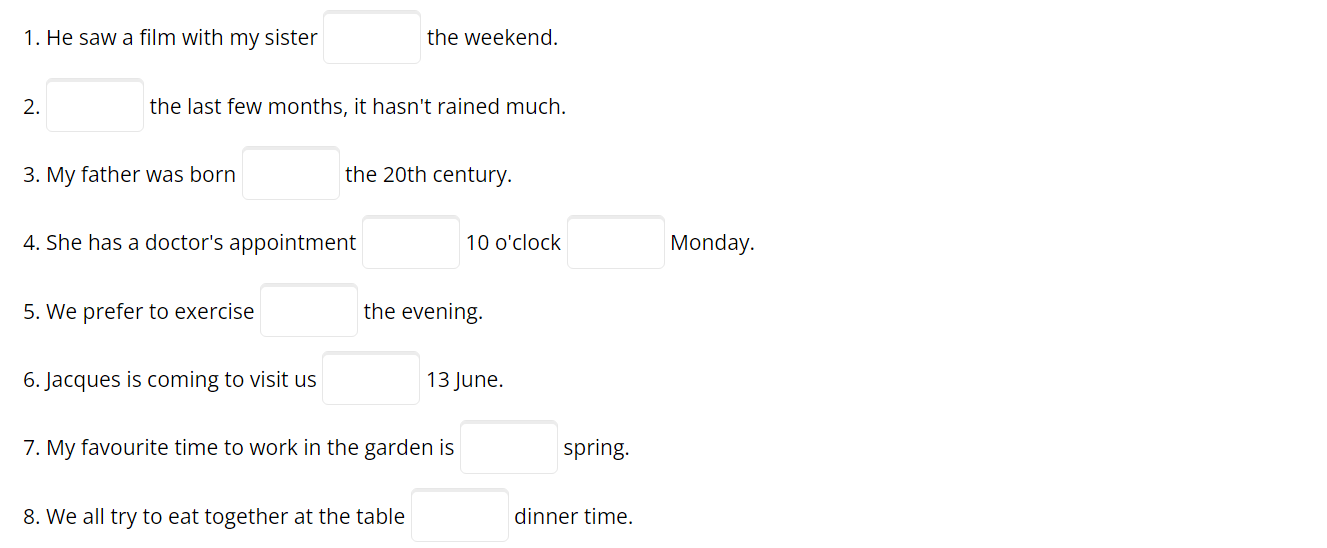 1. He saw a film with my sister the weekend.
2. the last few months, it hasn't rained much.
3. My father was born the 20th century.
4. She has a doctor's appointment 10 o'clock Monday.
5. We prefer to exercise the evening.
6. Jacques is coming to visit us 13 June.
7. My favourite time to work in the garden is spring.
8. We all try to eat together at the table dinner time.